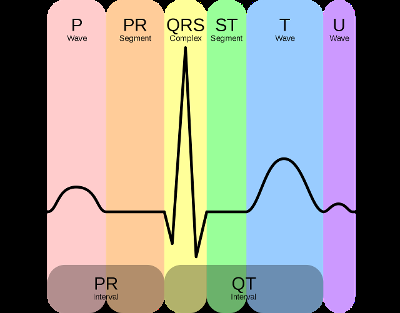 P PR QRS ST T U
Wave Segment Complex Segment Wave Wave
PR QT
Interval Interval